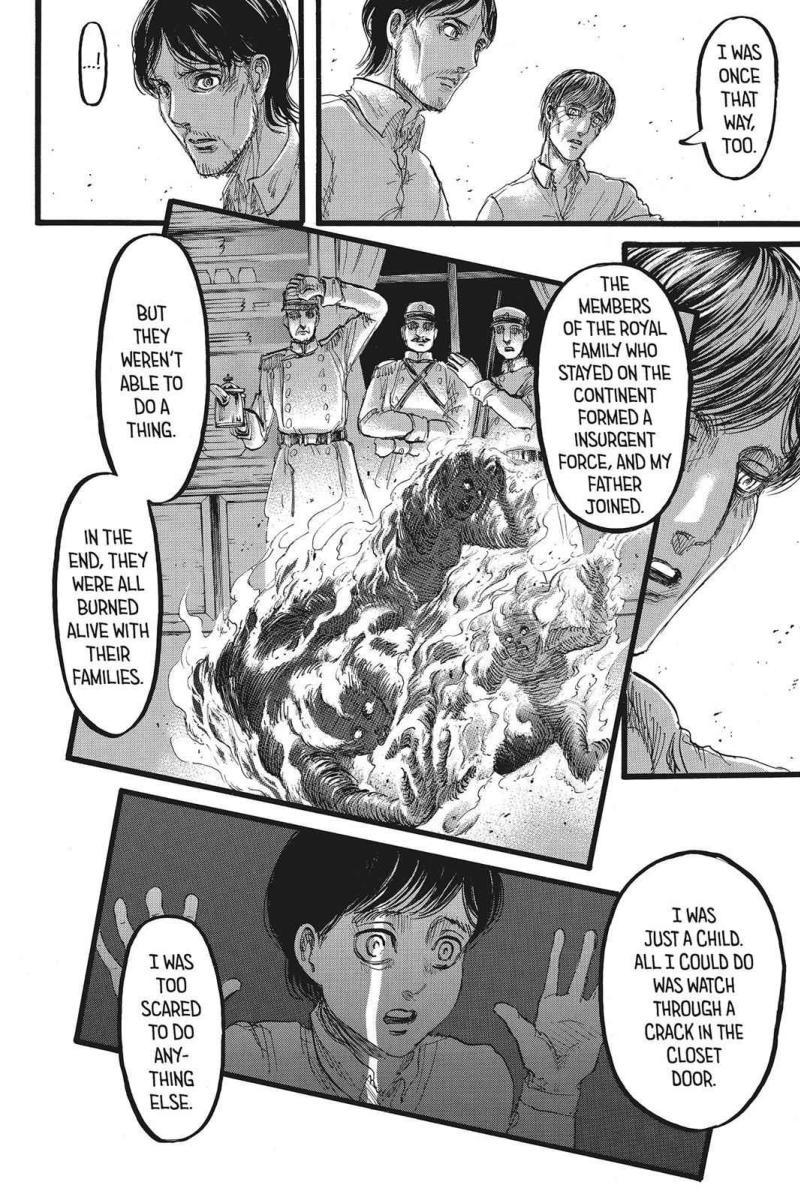 I WAS
ONCE
THAT
WAY,
TOO.
...!
THE
MEMBERS
OF THE ROYAL
FAMILY WHO
STAYED ON THE
CONTINENT
FORMED A
INSURGENT
FORCE, AND MY
FATHER
JOINED.
BUT
THEY
WEREN'T
ABLE TO
DO A
THING.
IN THE
END, THEY
WERE ALL
BURNED
ALIVE WITH
THEIR
FAMILIES.
I WAS
JUST A CHILD.
ALL I COULD DO
WAS WATCH
THROUGH A
CRACK IN THE
CLOSET
DOOR.
I WAS
TOO
SCARED
TO DO
ANY-
THING
ELSE.